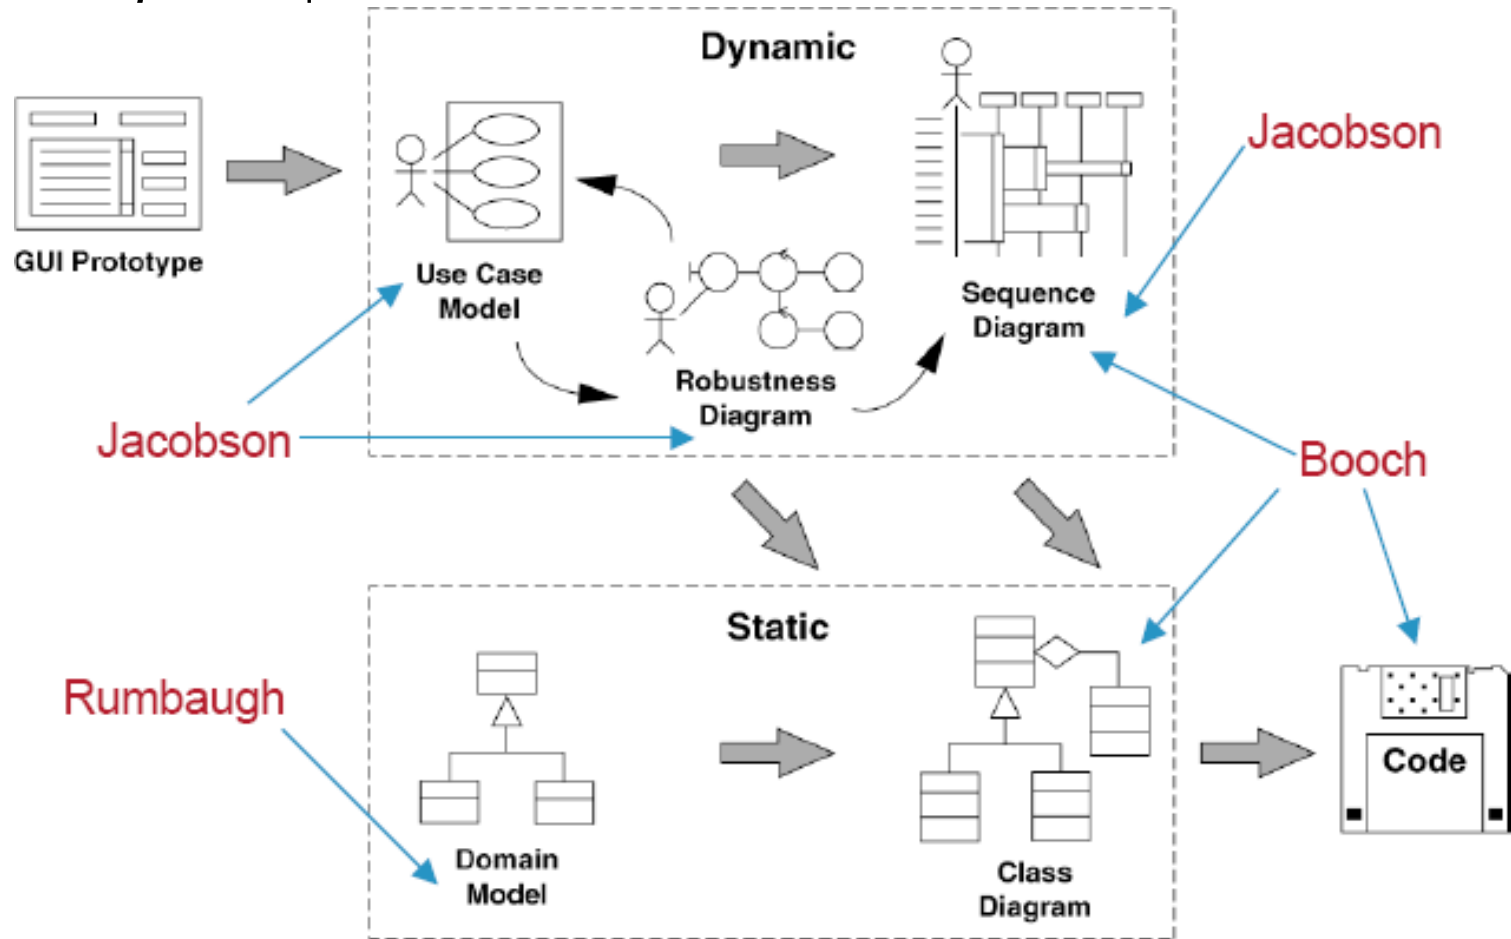 Dynamic
Jacobson
GUI Prototype
Use Case
Model
Sequence
Diagram
Robustness
Diagram
Jacobson
Booch
Static
Rumbaugh
Code
Domain
Model
Class
Diagram